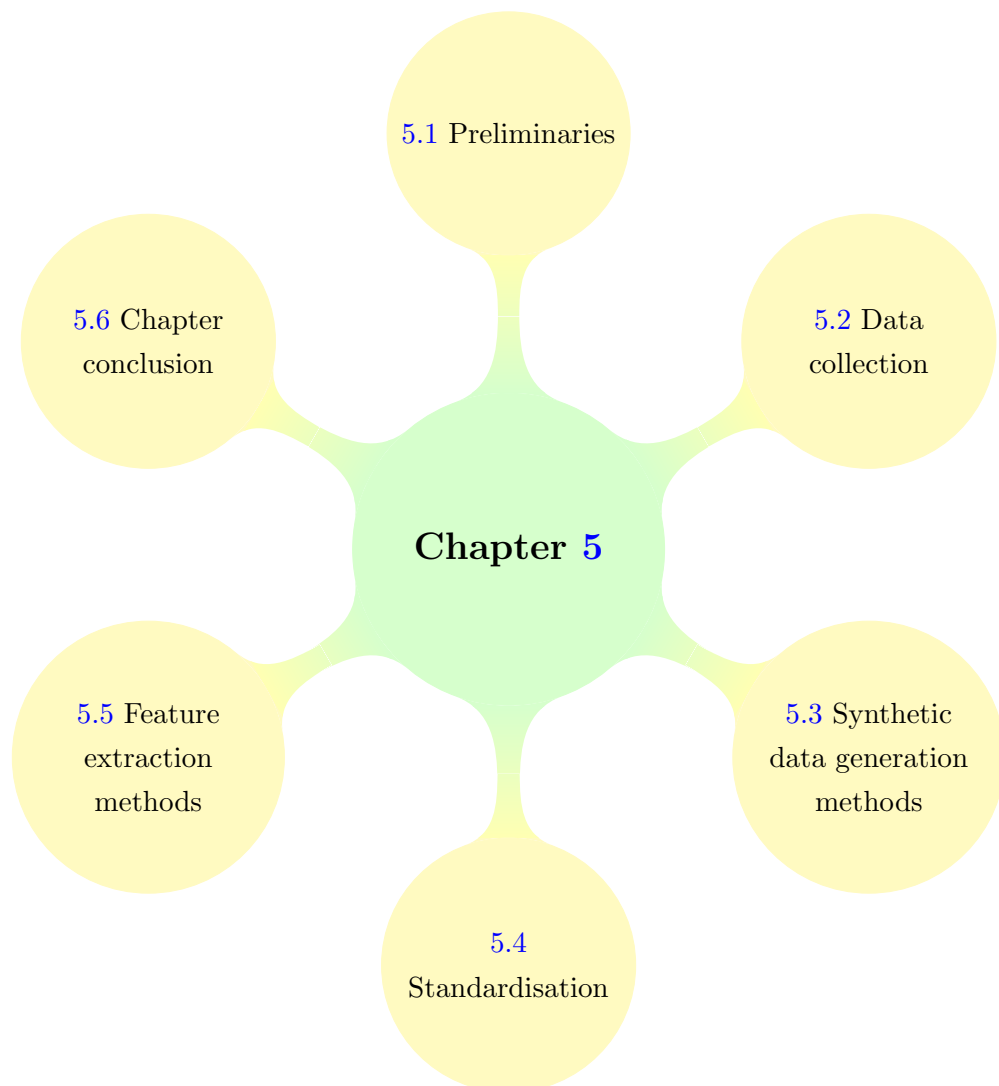 5.1 Preliminaries
5.6 Chapter
conclusion
5.2 Data
collection
Chapter 5
5.5 Feature
extraction
methods
5.3 Synthetic
data generation
methods
5.4
Standardisation